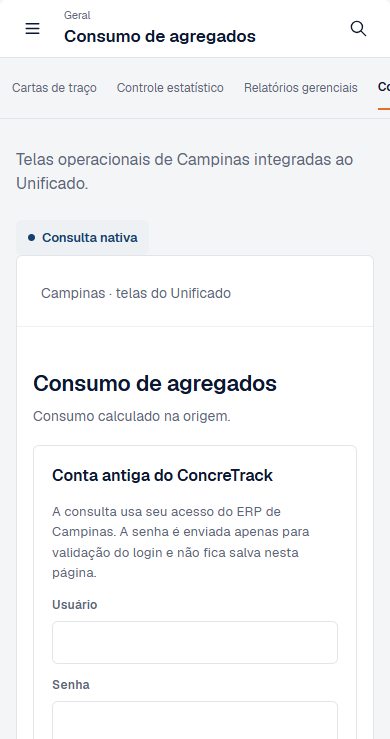 Geral
Consumo de agregados
Cartas de traço
Controle estatístico
Relatórios gerenciais
Telas operacionais de Campinas integradas ao
Unificado.
Consulta nativa
Campinas · telas do Unificado
Consumo de agregados
Consumo calculado na origem.
Conta antiga do ConcreTrack
A consulta usa seu acesso do ERP de
Campinas. A senha é enviada apenas para
validação do login e não fica salva nesta
página.
Usuário
Senha